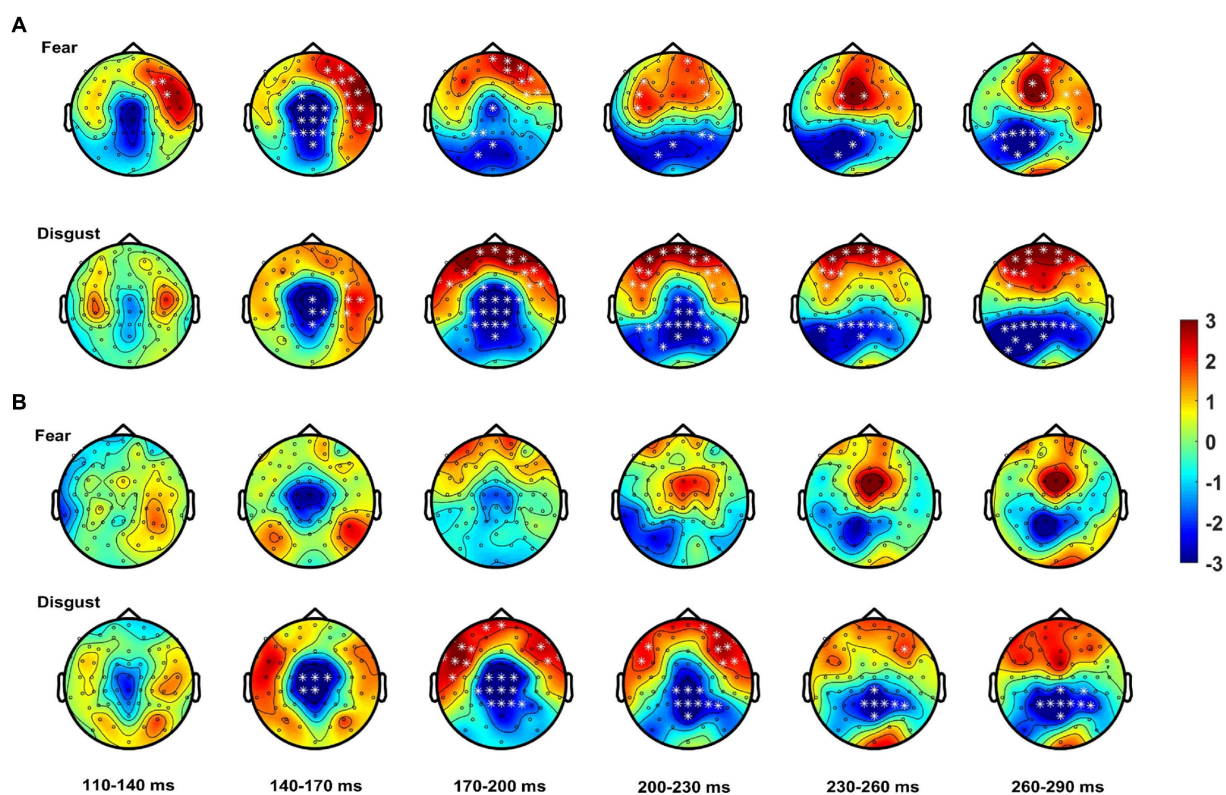 A
Fear
Disgust
3
2
1
0
-1
-2
-3
B
Fear
Disgust
110-140 ms
140-170 ms
170-200 ms
200-230 ms
230-260 ms
260-290 ms